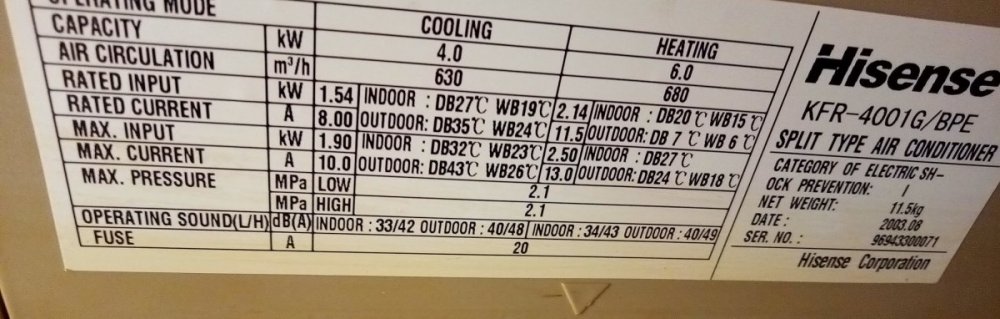 OPERATING MODE COOLING HEATING
CAPACITY kW 4.0 6.0
AIR CIRCULATION m³/h 630 680
RATED INPUT kW 1.54 INDOOR : DB27℃ WB19℃ 2.14 INDOOR : DB20℃ WB15℃
RATED CURRENT A 8.00 OUTDOOR: DB35℃ WB24℃ 11.5 OUTDOOR: DB 7℃ WB 6℃
MAX. INPUT kW 1.90 INDOOR : DB32℃ WB23℃ 2.50 INDOOR : DB27℃
MAX. CURRENT A 10.0 OUTDOOR: DB43℃ WB26℃ 13.0 OUTDOOR: DB24℃ WB18℃
MAX. PRESSURE MPa LOW 2.1
MPa HIGH 2.1
OPERATING SOUND(L/H) dB(A) INDOOR : 33/42 OUTDOOR : 40/48 INDOOR : 34/43 OUTDOOR : 40/49
FUSE A 20
Hisense
KFR-4001G/BPE
SPLIT TYPE AIR CONDITIONER
CATEGORY OF ELECTRIC SH-
OCK PREVENTION: I
NET WEIGHT: 11.5kg
DATE : 2003.08
SER. NO. : 96943300071
Hisense Corporation